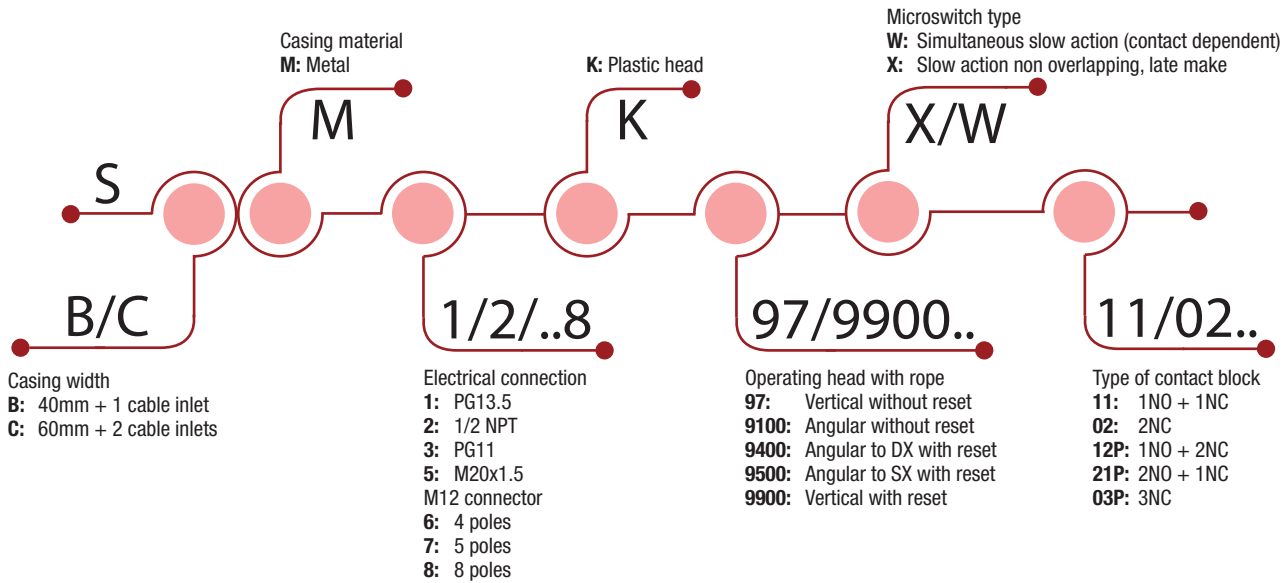 Casing material
M: Metal
K: Plastic head
Microswitch type
W: Simultaneous slow action (contact dependent)
X: Slow action non overlapping, late make
M
K
X/W
S
B/C
1/2/..8
97/9900..
11/02..
Casing width
B: 40mm + 1 cable inlet
C: 60mm + 2 cable inlets
Electrical connection
1: PG13.5
2: 1/2 NPT
3: PG11
5: M20x1.5
M12 connector
6: 4 poles
7: 5 poles
8: 8 poles
Operating head with rope
97: Vertical without reset
9100: Angular without reset
9400: Angular to DX with reset
9500: Angular to SX with reset
9900: Vertical with reset
Type of contact block
11: 1NO + 1NC
02: 2NC
12P: 1NO + 2NC
21P: 2NO + 1NC
03P: 3NC